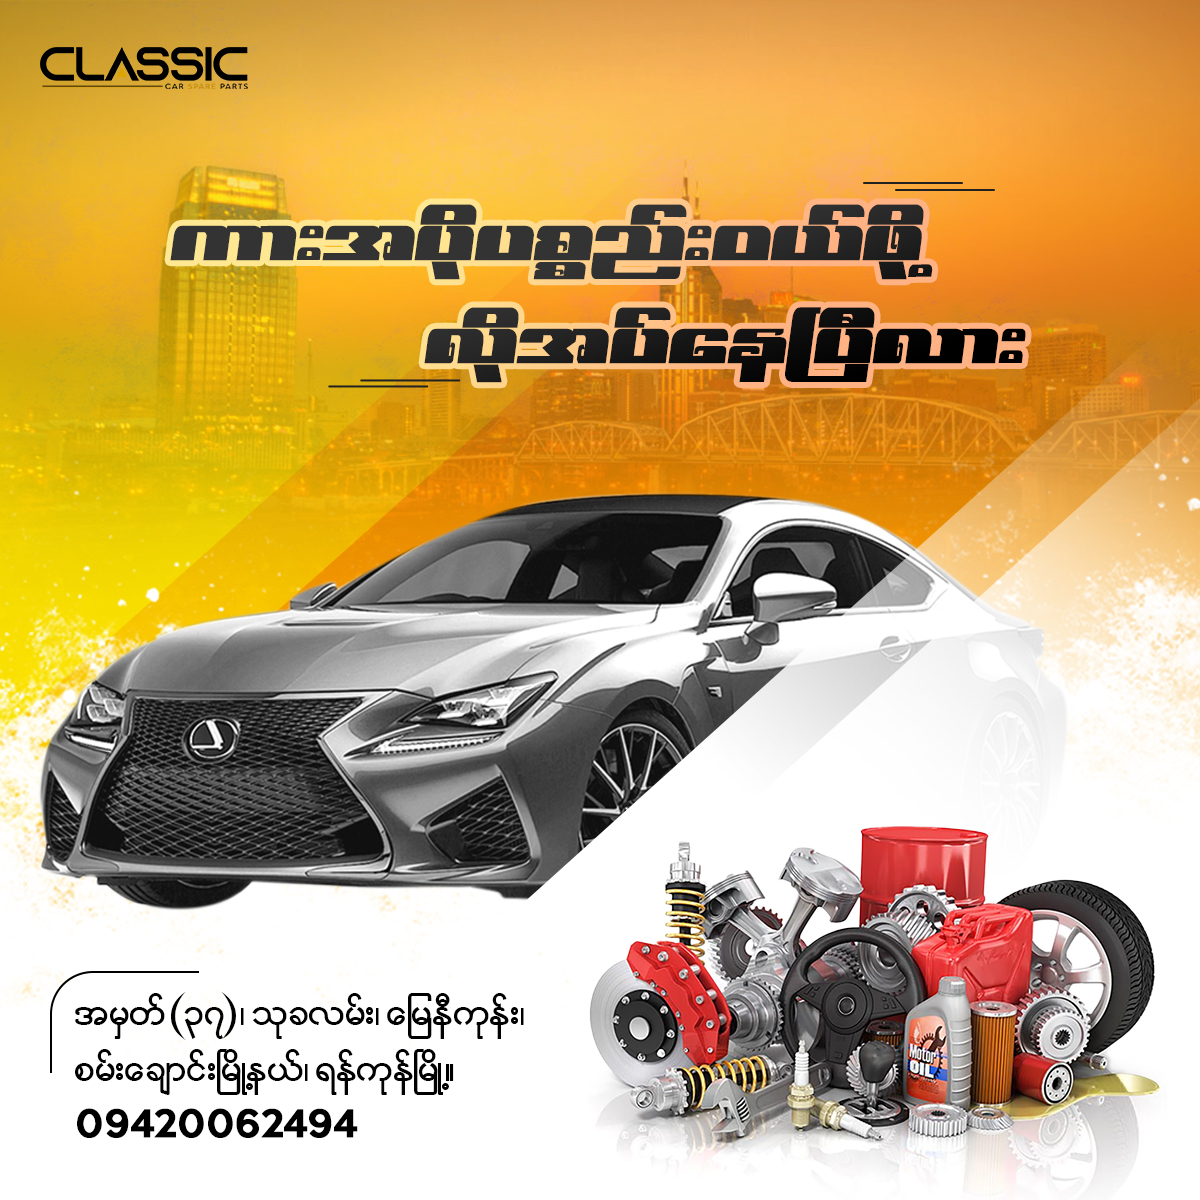 CLASSIC
CAR SPARE PARTS
ကားအပိုပစ္စည်းဝယ်ဖို့
လိုအပ်နေပြီလား
Motor
OIL
အမှတ် (၃၇)၊ သုခလမ်း၊ မြေနီကုန်း၊
စမ်းချောင်းမြို့နယ်၊ ရန်ကုန်မြို့။
09420062494